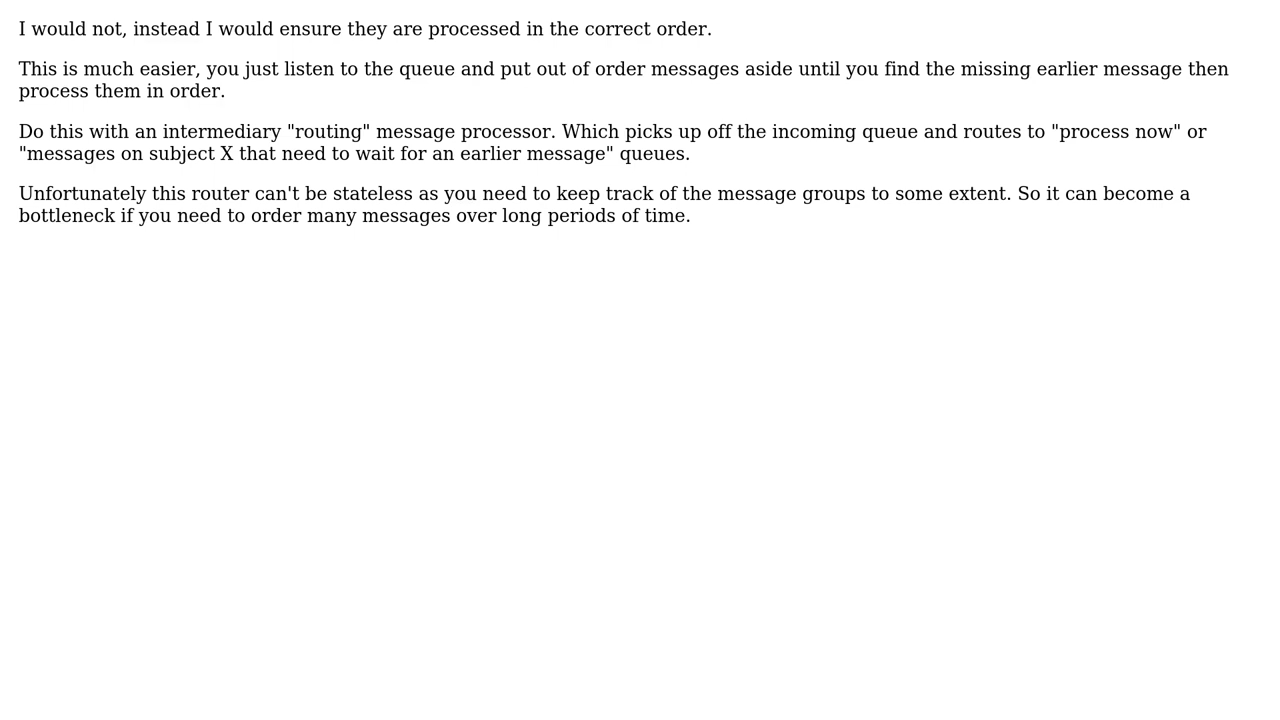 I would not, instead I would ensure they are processed in the correct order.
This is much easier, you just listen to the queue and put out of order messages aside until you find the missing earlier message then
process them in order.
Do this with an intermediary "routing" message processor. Which picks up off the incoming queue and routes to "process now" or
"messages on subject X that need to wait for an earlier message" queues.
Unfortunately this router can't be stateless as you need to keep track of the message groups to some extent. So it can become a
bottleneck if you need to order many messages over long periods of time.